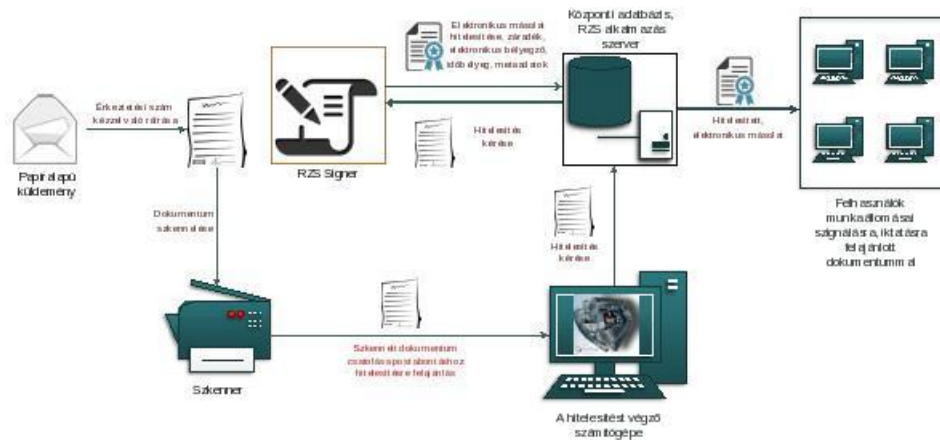 Elektronikus másolat
hitelesítése, záradék,
elektronikus bélyegző,
időbélyeg, metaadatok
Központi adatbázis,
RZS alkalmazás
szerver
Érkeztetési szám
kézzel való ráírása
Papíralapú
küldemény
RZS Signer
Hitelesítés
kérése
Hitelesített,
elektronikus másolat
Felhasználók
munkaállomásai
szignálásra, iktatásra
felajánlott
dokumentummal
Dokumentum
szkennelése
Hitelesítés
kérése
Szkennelt dokumentum
csatolás postabontáshoz
hitelesítésre felajánlás
Szkenner
A hitelesítést végző
számítógépe